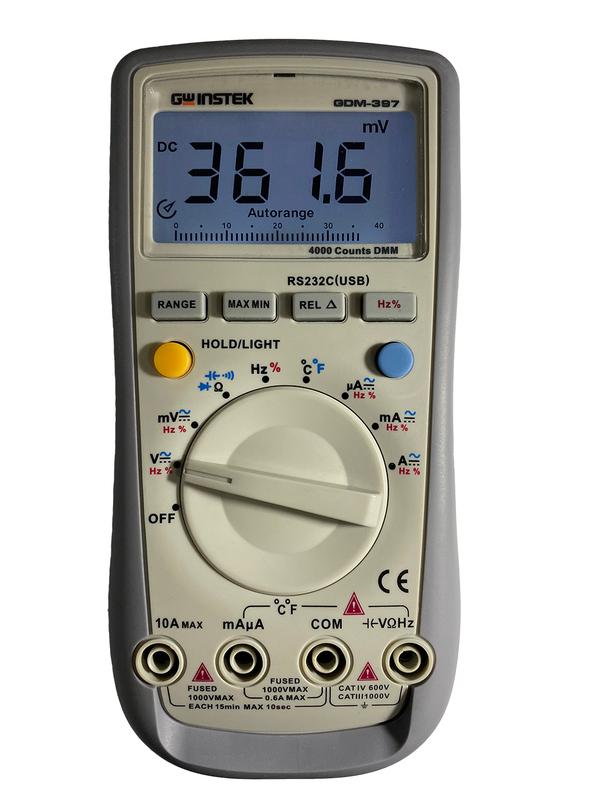 GW INSTEK GDM-397
mV
DC 361.6
Autorange
0 10 20 30 40
4000 Counts DMM
RS232C(USB)
RANGE MAX MIN REL Δ Hz%
HOLD/LIGHT
Ω Hz % °C °F μA Hz %
mV Hz % mA Hz %
V Hz % A Hz %
OFF
CE
°C °F
10A MAX mAμA COM VΩHz
FUSED
1000VMAX
EACH 15min MAX 10sec
FUSED
1000VMAX
0.6A MAX
CAT IV 600V
CATIII1000V